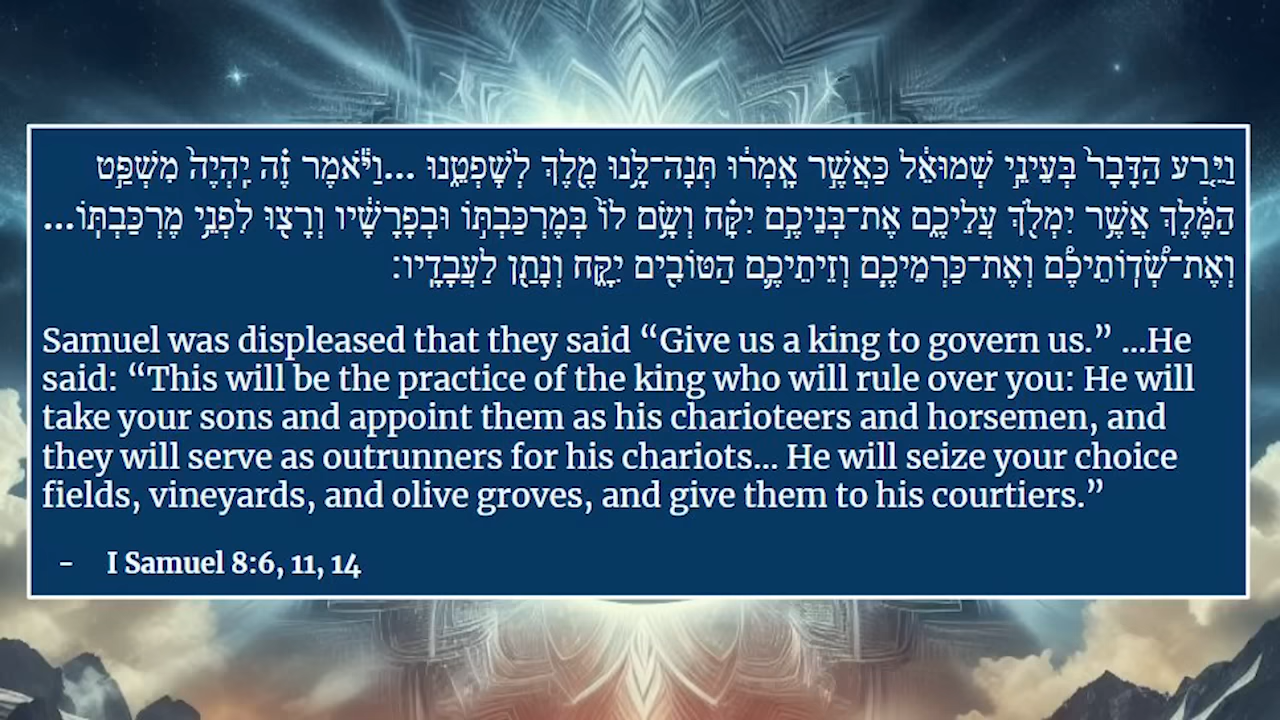 וַיֵּ֤רַע הַדָּבָר֙ בְּעֵינֵ֣י שְׁמוּאֵ֔ל כַּאֲשֶׁ֣ר אָֽמְר֔וּ תְּנָה־לָּ֥נוּ מֶ֖לֶךְ לְשׇׁפְטֵ֑נוּ ...וַיֹּ֕אמֶר זֶ֗ה יִֽהְיֶה֙ מִשְׁפַּ֣ט
הַמֶּ֔לֶךְ אֲשֶׁ֥ר יִמְלֹ֖ךְ עֲלֵיכֶ֑ם אֶת־בְּנֵיכֶ֣ם יִקָּ֗ח וְשָׂ֥ם לוֹ֙ בְּמֶרְכַּבְתּ֣וֹ וּבְפָרָשָׁ֔יו וְרָצ֖וּ לִפְנֵ֥י מֶרְכַּבְתּֽוֹ...
וְאֶת־שְׂ֠דֽוֹתֵיכֶ֠ם וְאֶת־כַּרְמֵיכֶ֧ם וְזֵיתֵיכֶ֛ם הַטּוֹבִ֖ים יִקָּ֑ח וְנָתַ֖ן לַעֲבָדָֽיו׃
Samuel was displeased that they said “Give us a king to govern us.” ...He
said: “This will be the practice of the king who will rule over you: He will
take your sons and appoint them as his charioteers and horsemen, and
they will serve as outrunners for his chariots... He will seize your choice
fields, vineyards, and olive groves, and give them to his courtiers.”
- I Samuel 8:6, 11, 14